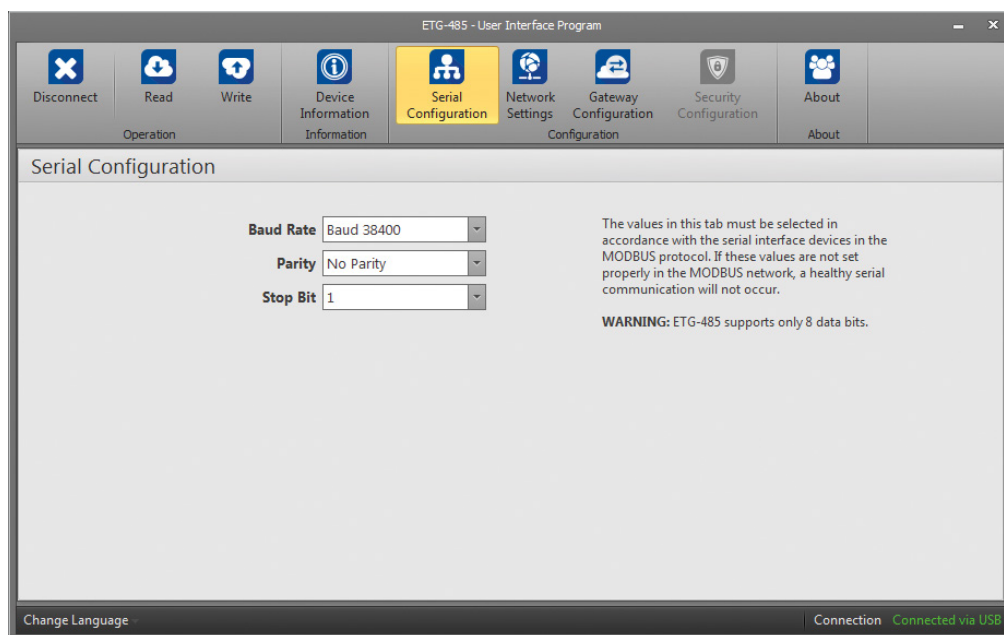 ETG-485 - User Interface Program
Disconnect
Read
Write
Device
Information
Serial
Configuration
Network
Settings
Gateway
Configuration
Security
Configuration
About
Operation
Information
Configuration
About
Serial Configuration
Baud Rate Baud 38400
Parity No Parity
Stop Bit 1
The values in this tab must be selected in
accordance with the serial interface devices in the
MODBUS protocol. If these values are not set
properly in the MODBUS network, a healthy serial
communication will not occur.
WARNING: ETG-485 supports only 8 data bits.
Change Language
Connection Connected via USB